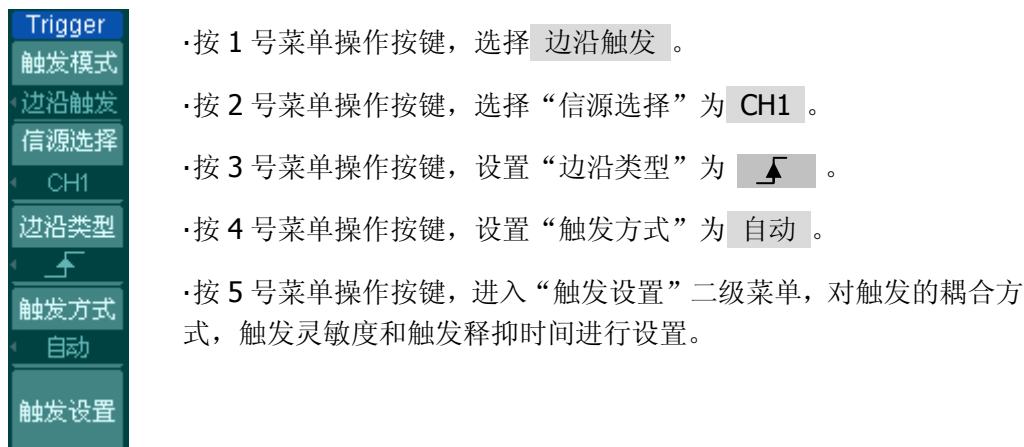 Trigger
触发模式
边沿触发
信源选择
CH1
边沿类型
触发方式
自动
触发设置
·按 1 号菜单操作按键，选择 边沿触发 。
·按 2 号菜单操作按键，选择“信源选择”为 CH1 。
·按 3 号菜单操作按键，设置“边沿类型”为 。
·按 4 号菜单操作按键，设置“触发方式”为 自动 。
·按 5 号菜单操作按键，进入“触发设置”二级菜单，对触发的耦合方
式，触发灵敏度和触发释抑时间进行设置。